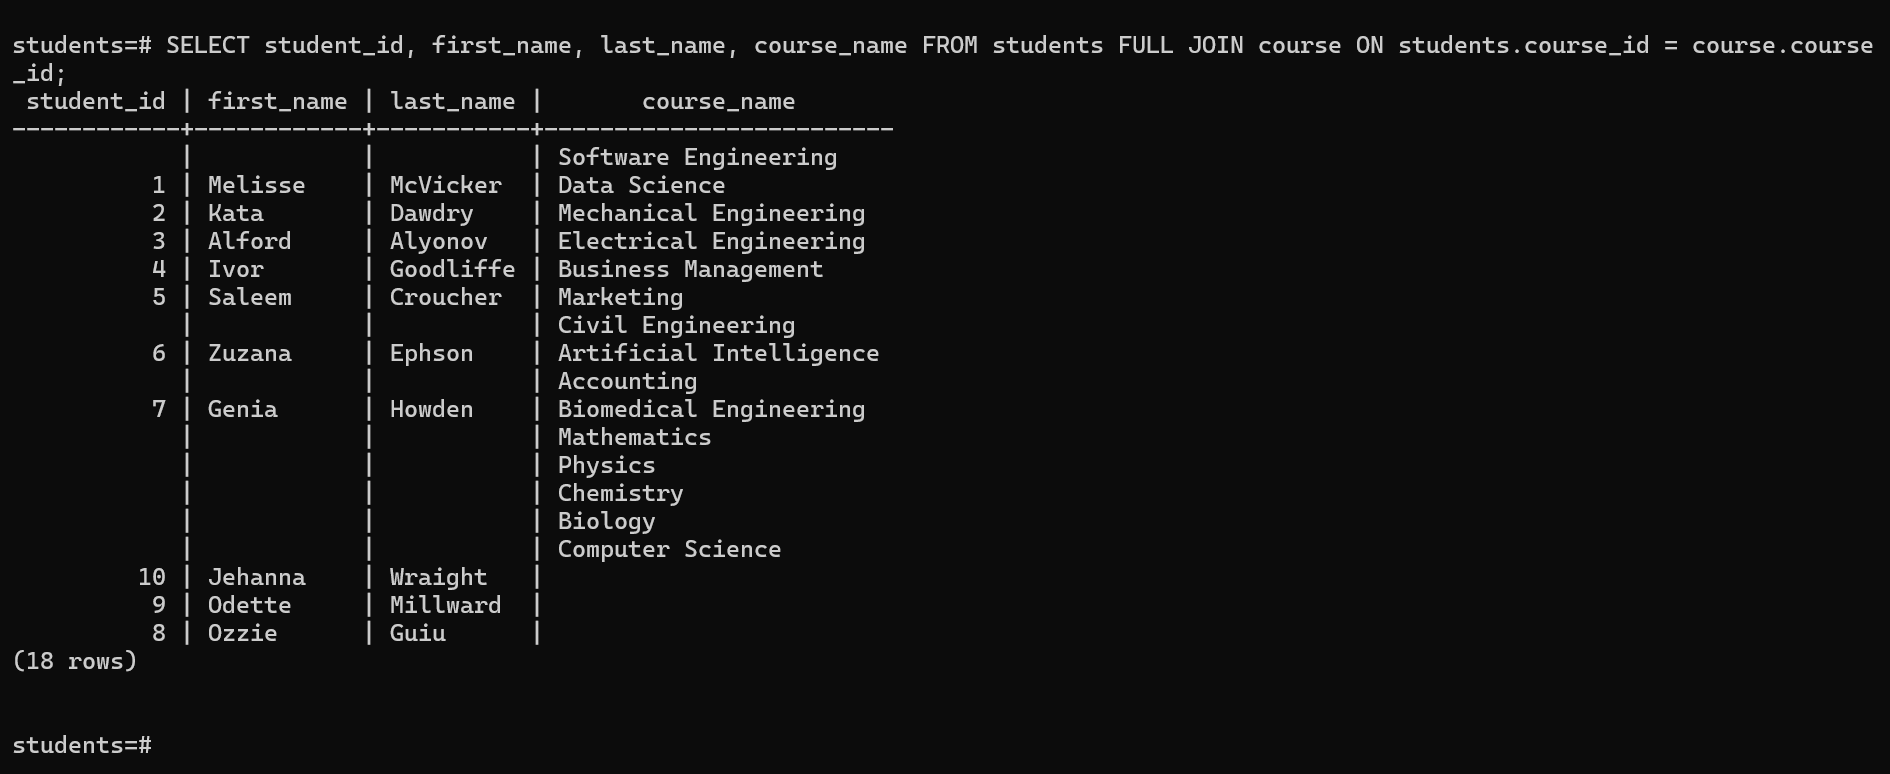 students=# SELECT student_id, first_name, last_name, course_name FROM students FULL JOIN course ON students.course_id = course.course
_id;
 student_id | first_name | last_name |       course_name
------------+------------+-----------+-------------------------
            |            |           | Software Engineering
          1 | Melisse    | McVicker  | Data Science
          2 | Kata       | Dawdry    | Mechanical Engineering
          3 | Alford     | Alyonov   | Electrical Engineering
          4 | Ivor       | Goodliffe | Business Management
          5 | Saleem     | Croucher  | Marketing
            |            |           | Civil Engineering
          6 | Zuzana     | Ephson    | Artificial Intelligence
            |            |           | Accounting
          7 | Genia      | Howden    | Biomedical Engineering
            |            |           | Mathematics
            |            |           | Physics
            |            |           | Chemistry
            |            |           | Biology
            |            |           | Computer Science
         10 | Jehanna    | Wraight   |
          9 | Odette     | Millward  |
          8 | Ozzie      | Guiu      |
(18 rows)
students=#